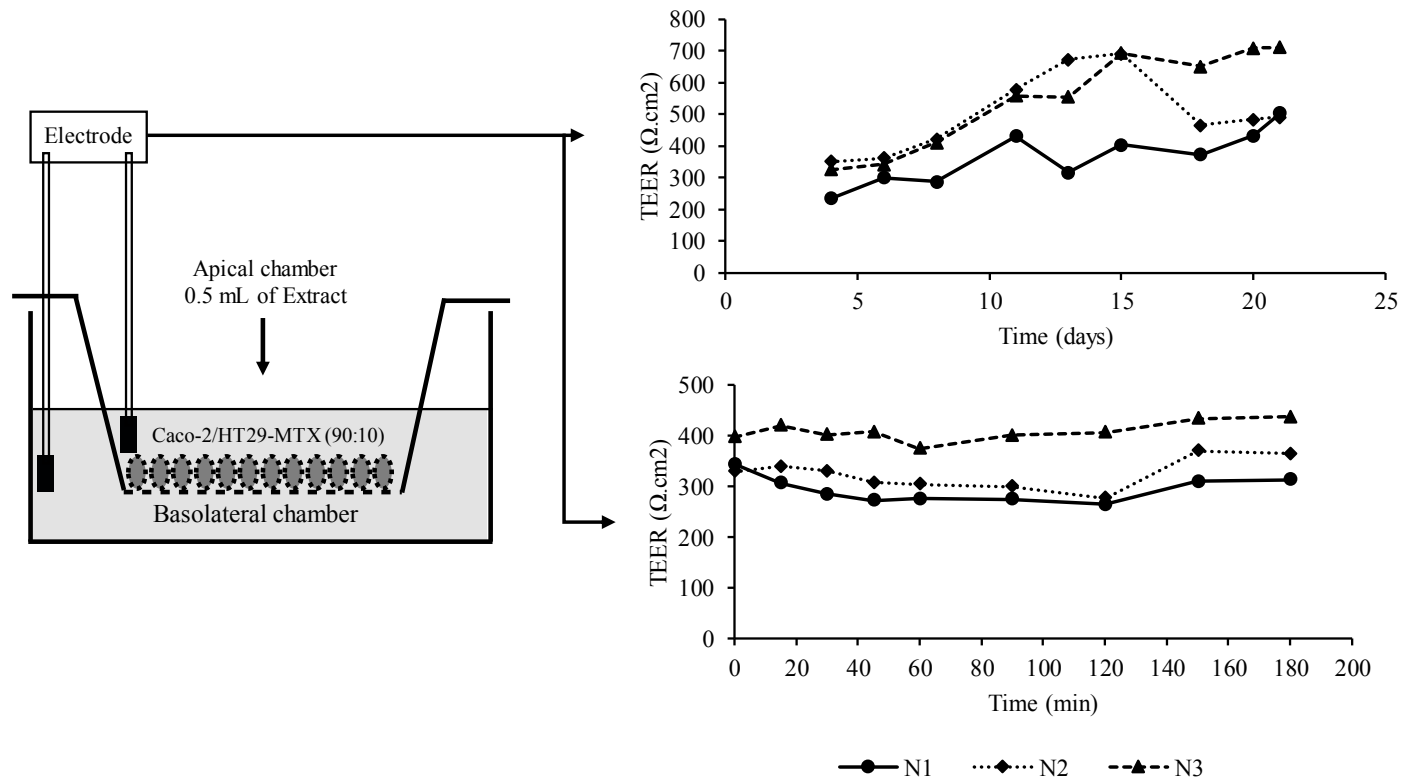 Electrode
Apical chamber
0.5 mL of Extract
Caco-2/HT29-MTX (90:10)
Basolateral chamber
800
700
600
500
400
300
200
100
0
TEER (Ω.cm2)
0 5 10 15 20 25
Time (days)
500
400
300
200
100
0
TEER (Ω.cm2)
0 20 40 60 80 100 120 140 160 180 200
Time (min)
N1 N2 N3